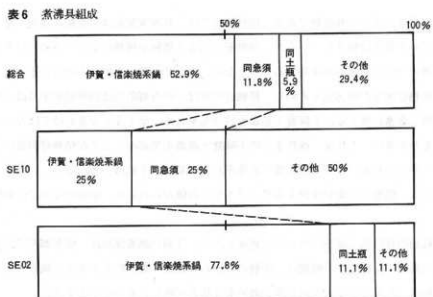 表6 煮沸具組成
50% 100%
総合 伊賀・信楽焼系鍋 52.9% 同急須 11.8% 同土瓶 5.9% その他 29.4%
SE10 伊賀・信楽焼系鍋 25% 同急須 25% その他 50%
SE02 伊賀・信楽焼系鍋 77.8% 同土瓶 11.1% その他 11.1%